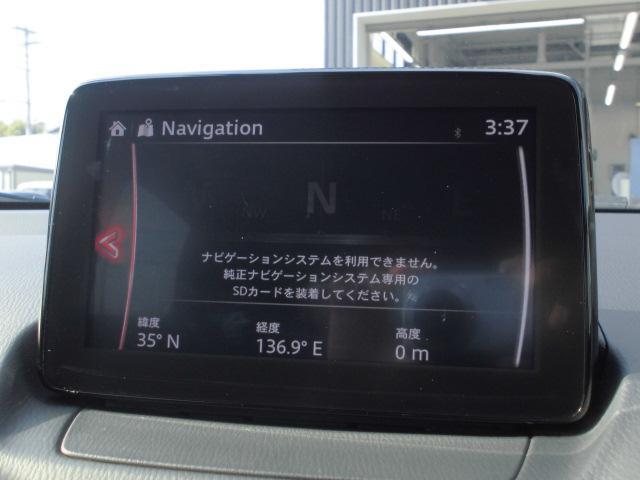 Navigation
3:37
W N E
NW NE
ナビゲーションシステムを利用できません。
純正ナビゲーションシステム専用の
SDカードを装着してください。
緯度 経度 高度
35° N 136.9° E 0 m